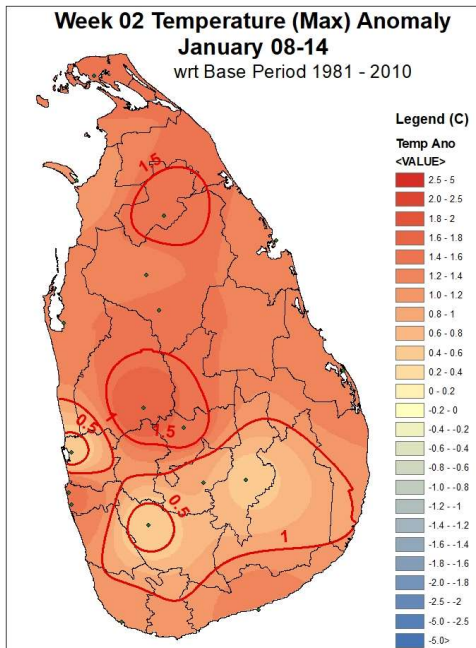 Week 02 Temperature (Max) Anomaly
January 08-14
wrt Base Period 1981 - 2010
Legend (C)
Temp Ano
<VALUE>
2.5 - 5
2.0 - 2.5
1.8 - 2
1.6 - 1.8
1.4 - 1.6
1.2 - 1.4
1.0 - 1.2
0.8 - 1
0.6 - 0.8
0.4 - 0.6
0.2 - 0.4
0 - 0.2
-0.2 - 0
-0.4 - -0.2
-0.6 - -0.4
-0.8 - -0.6
-1.0 - -0.8
-1.2 - -1
-1.4 - -1.2
-1.6 - -1.4
-1.8 - -1.6
-2.0 - -1.8
-2.5 - -2
-5.0 - -2.5
-5.0>
1.5
1
0.5
1.5
0.5
1